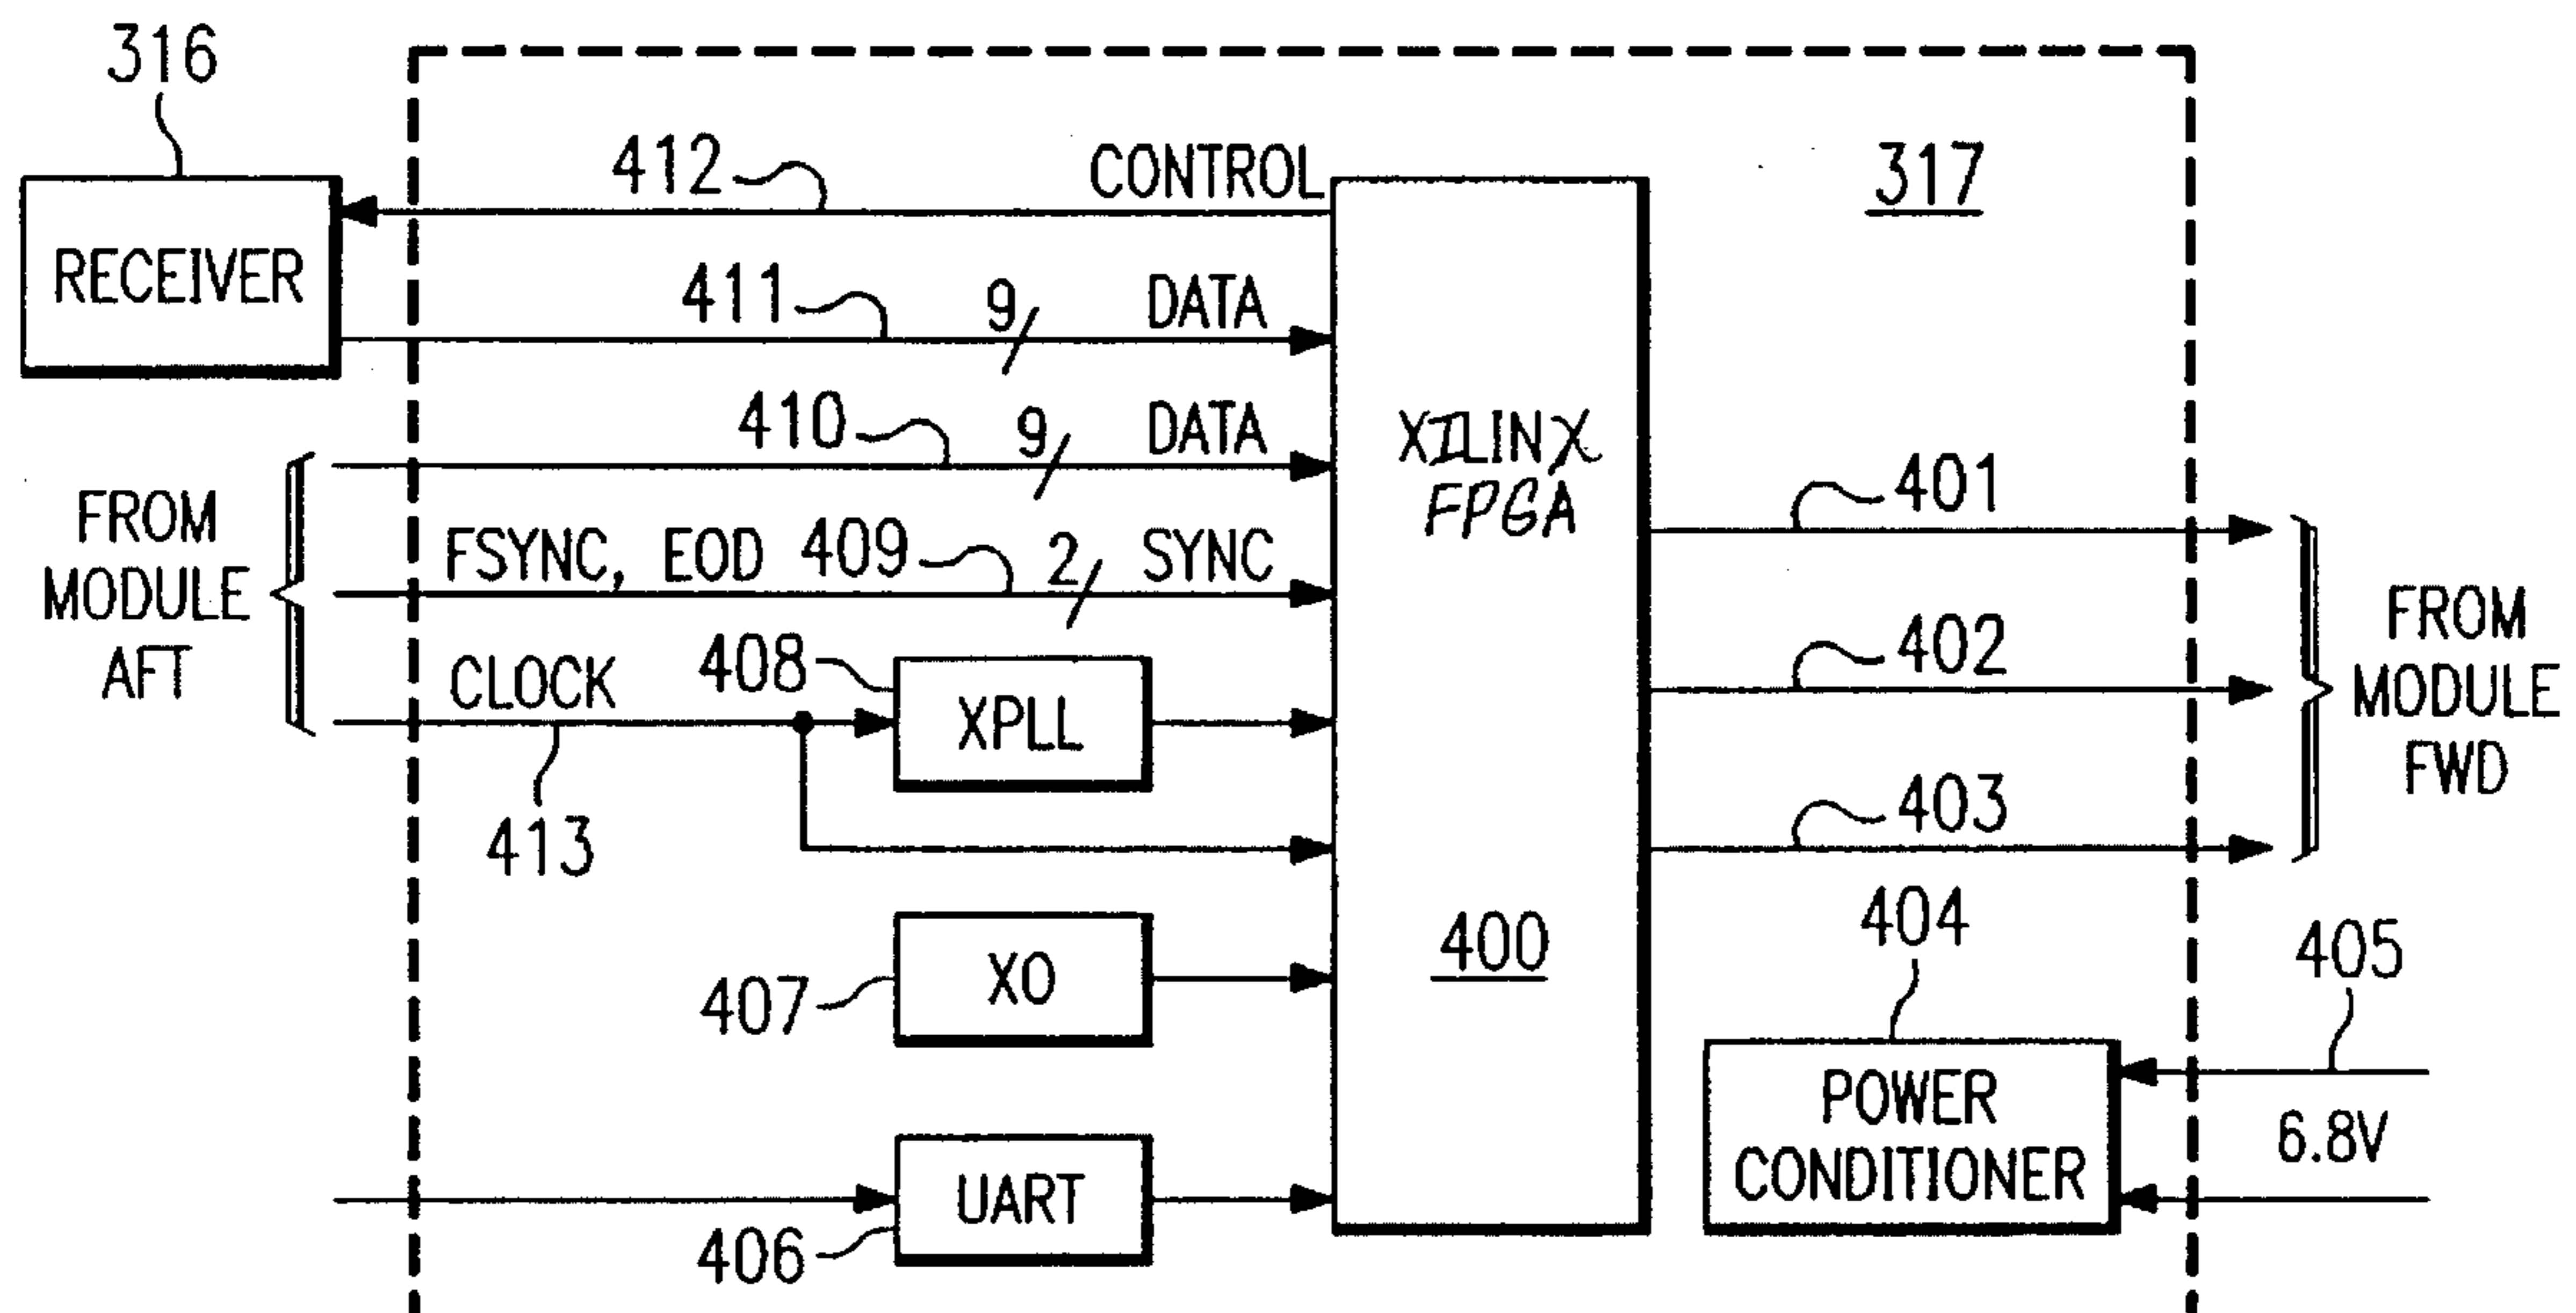 316
412
CONTROL
317
RECEIVER
411
9
DATA
410
9
DATA
XILINX
FPGA
401
FROM
MODULE
AFT
FSYNC, EOD
409
2
SYNC
402
FROM
MODULE
FWD
CLOCK
408
XPLL
413
403
404
405
400
407
XO
POWER
CONDITIONER
6.8V
UART
406